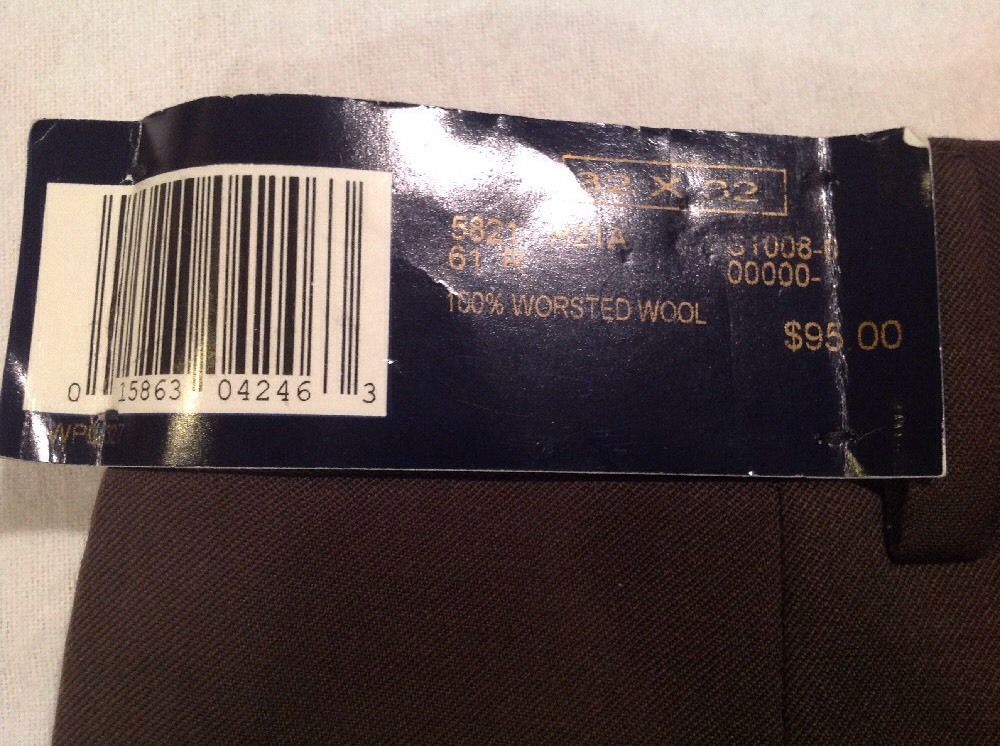 32 X 32
5821
61
00000-
100% WORSTED WOOL
$95.00
0 15863 04246 3